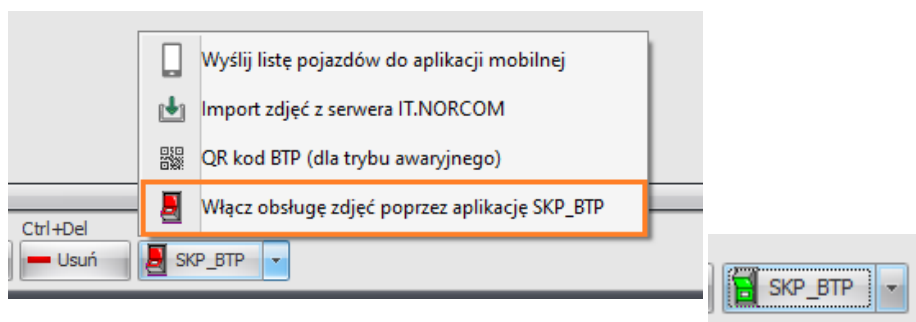 Wyślij listę pojazdów do aplikacji mobilnej
Import zdjęć z serwera IT.NORCOM
QR kod BTP (dla trybu awaryjnego)
Włącz obsługę zdjęć poprzez aplikację SKP_BTP
Ctrl+Del
Usuń
SKP_BTP
SKP_BTP